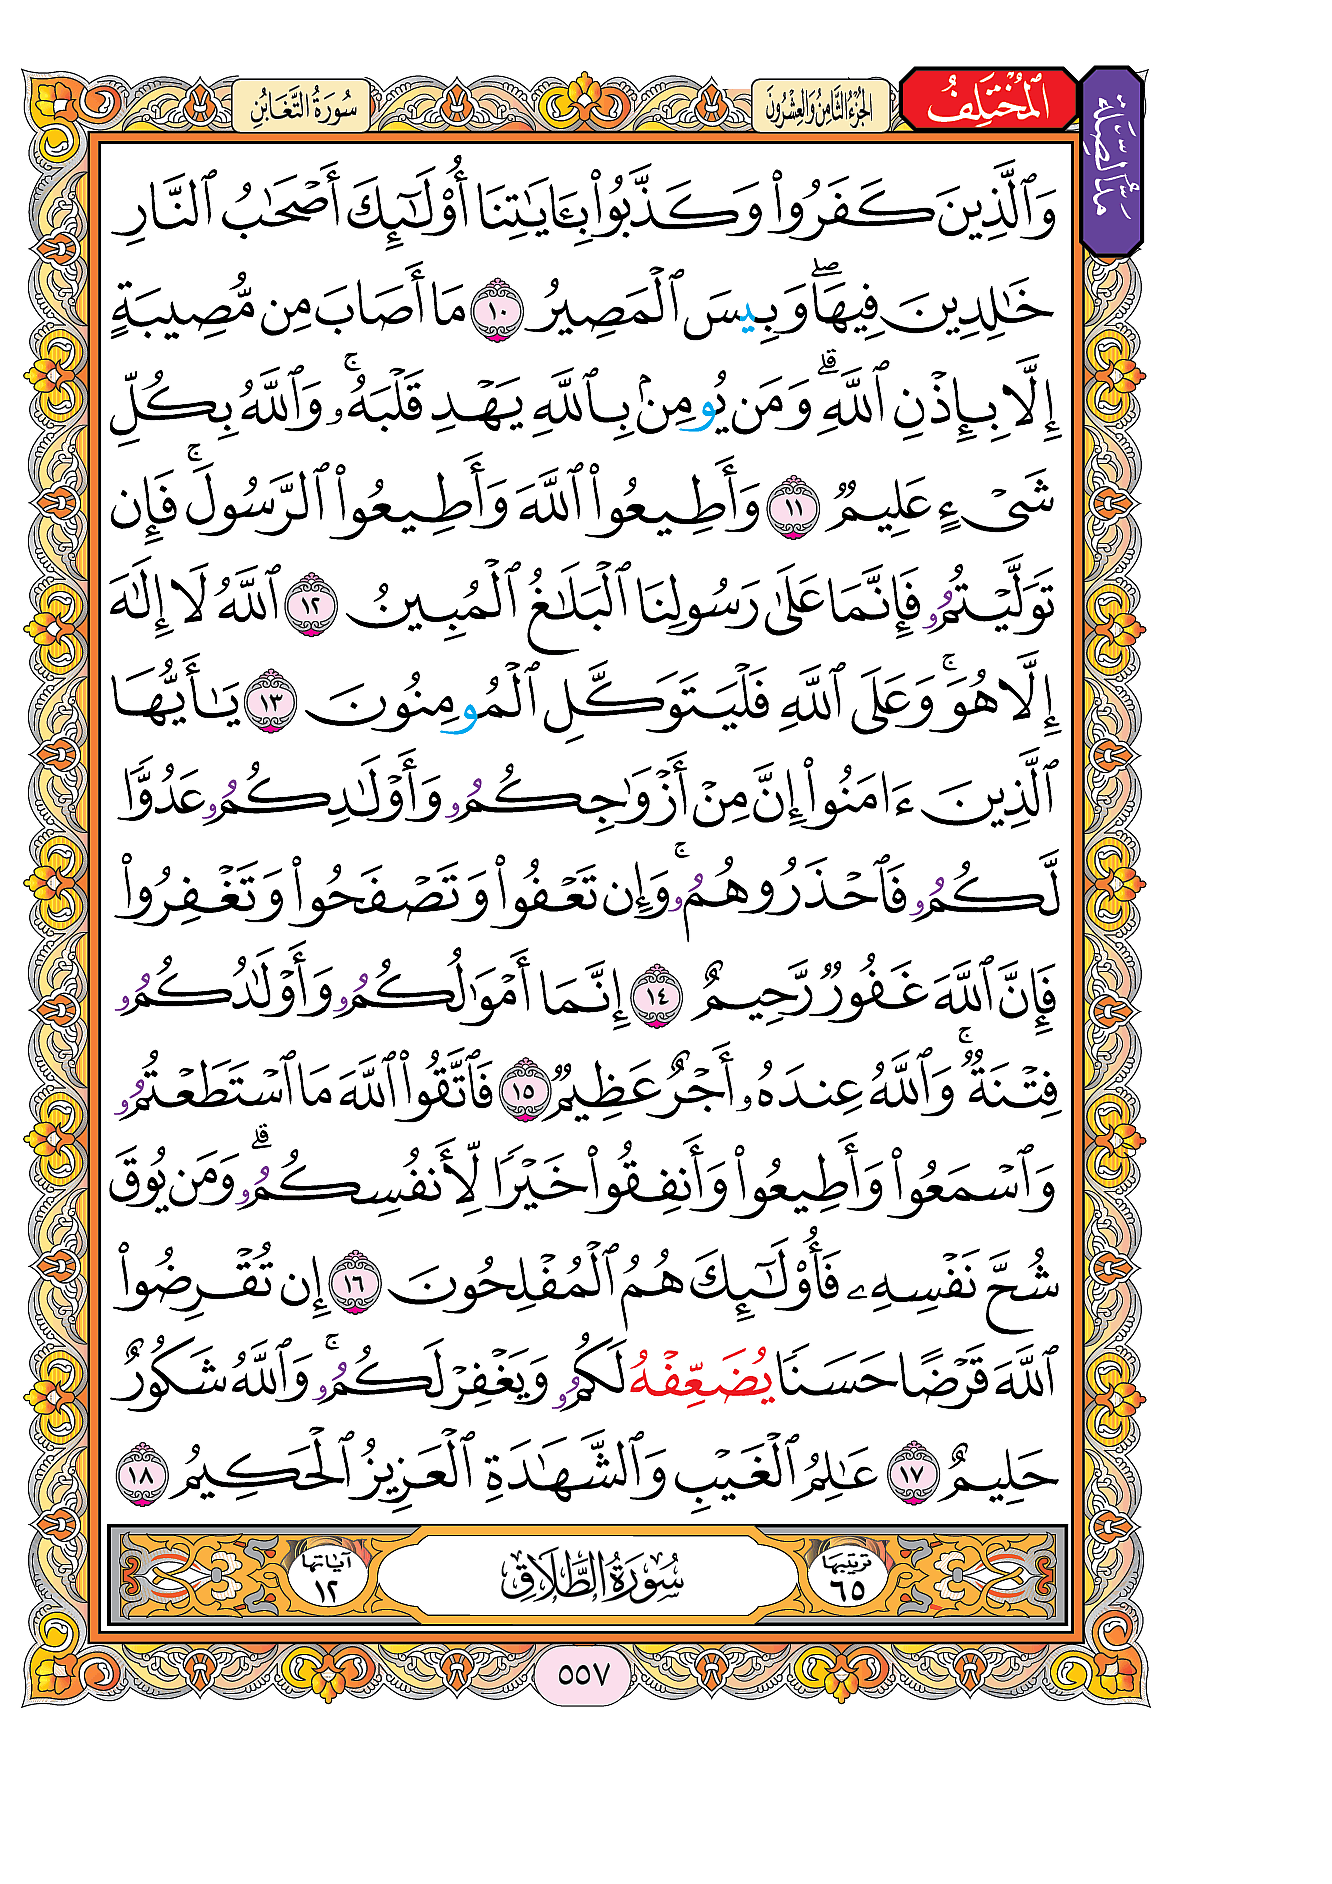 سُورَةُ التَّغَابُنِ
الجُزْءُ الثَّامِنُ وَالعِشْرُونَ
ٱلْمُخْتَلِفُ
مَدُّ الصِّلَةِ
وَٱلَّذِينَ كَفَرُوا۟ وَكَذَّبُوا۟ بِـَٔايَٰتِنَا أُو۟لَٰٓئِكَ أَصْحَٰبُ ٱلنَّارِ
خَٰلِدِينَ فِيهَاۖ وَبِيسَ ٱلْمَصِيرُ ١٠ مَا أَصَابَ مِن مُّصِيبَةٍ
إِلَّا بِإِذْنِ ٱللَّهِۗ وَمَن يُومِنۢ بِٱللَّهِ يَهْدِ قَلْبَهُۥۚ وَٱللَّهُ بِكُلِّ
شَىْءٍ عَلِيمٌ ١١ وَأَطِيعُوا۟ ٱللَّهَ وَأَطِيعُوا۟ ٱلرَّسُولَۚ فَإِن
تَوَلَّيْتُمُۥ فَإِنَّمَا عَلَىٰ رَسُولِنَا ٱلْبَلَٰغُ ٱلْمُبِينُ ١٢ ٱللَّهُ لَا إِلَٰهَ
إِلَّا هُوَۚ وَعَلَى ٱللَّهِ فَلْيَتَوَكَّلِ ٱلْمُومِنُونَ ١٣ يَٰأَيُّهَا
ٱلَّذِينَ ءَامَنُوا۟ إِنَّ مِنْ أَزْوَٰجِكُمُۥ وَأَوْلَٰدِكُمُۥ عَدُوًّا
لَّكُمُۥ فَٱحْذَرُوهُمُۥۚ وَإِن تَعْفُوا۟ وَتَصْفَحُوا۟ وَتَغْفِرُوا۟
فَإِنَّ ٱللَّهَ غَفُورٌ رَّحِيمٌ ١٤ إِنَّمَا أَمْوَٰلُكُمُۥ وَأَوْلَٰدُكُمُۥ
فِتْنَةٌۚ وَٱللَّهُ عِندَهُۥ أَجْرٌ عَظِيمٌ ١٥ فَٱتَّقُوا۟ ٱللَّهَ مَا ٱسْتَطَعْتُمُۥ
وَٱسْمَعُوا۟ وَأَطِيعُوا۟ وَأَنفِقُوا۟ خَيْرًا لِّأَنفُسِكُمُۥۗ وَمَن يُوقَ
شُحَّ نَفْسِهِۦ فَأُو۟لَٰٓئِكَ هُمُ ٱلْمُفْلِحُونَ ١٦ إِن تُقْرِضُوا۟
ٱللَّهَ قَرْضًا حَسَنًا يُضَعِّفْهُ لَكُمُۥ وَيَغْفِرْ لَكُمُۥۚ وَٱللَّهُ شَكُورٌ
حَلِيمٌ ١٧ عَٰلِمُ ٱلْغَيْبِ وَٱلشَّهَٰدَةِ ٱلْعَزِيزُ ٱلْحَكِيمُ ١٨
ترتيبها ٦٥ سُورَةُ الطَّلَاقِ آياتها ١٢
٥٥٧